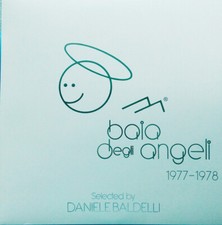 baia
degli angeli
1977-1978
Selected by
DANIELE BALDELLI